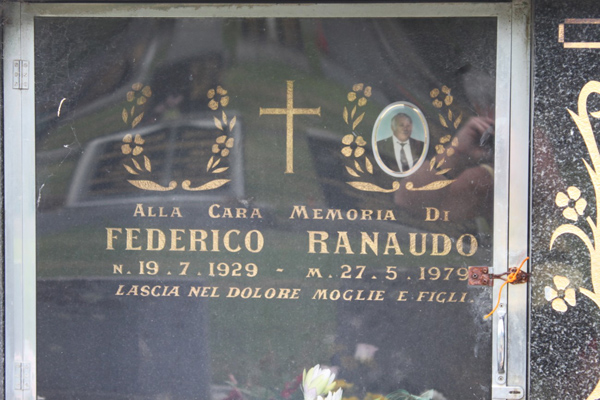 ALLA CARA MEMORIA DI
FEDERICO RANAUDO
N. 19.7.1929 - M. 27.5.1979
LASCIA NEL DOLORE MOGLIE E FIGLI